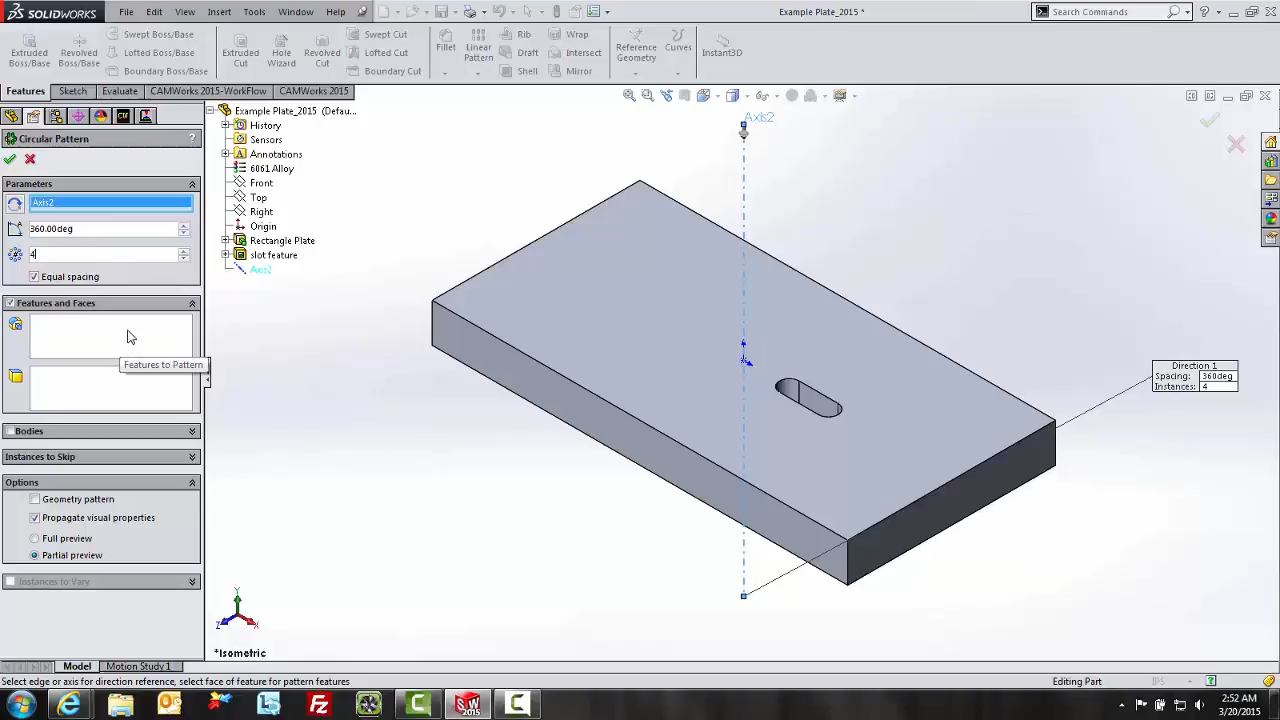 SOLIDWORKS File Edit View Insert Tools Window Help Example Plate_2015 * Search Commands
Extruded Boss/Base
Revolved Boss/Base
Swept Boss/Base
Lofted Boss/Base
Boundary Boss/Base
Extruded Cut
Hole Wizard
Revolved Cut
Swept Cut
Lofted Cut
Boundary Cut
Fillet
Linear Pattern
Rib
Draft
Shell
Wrap
Intersect
Mirror
Reference Geometry
Curves
Instant3D
Features Sketch Evaluate CAMWorks 2015-WorkFlow CAMWorks 2015
Circular Pattern ?
Parameters
Axis2
360.00deg
4
Equal spacing
Features and Faces
Features to Pattern
Bodies
Instances to Skip
Options
Geometry pattern
Propagate visual properties
Full preview
Partial preview
Instances to Vary
Example Plate_2015 (Defau...
History
Sensors
Annotations
6061 Alloy
Front
Top
Right
Origin
Rectangle Plate
slot feature
Axis2
Axis2
Direction 1
Spacing: 360deg
Instances: 4
Y
Z X
*Isometric
Model Motion Study 1
Select edge or axis for direction reference, select face of feature for pattern features Editing Part IPS
SW 2015
2:52 AM
3/20/2015